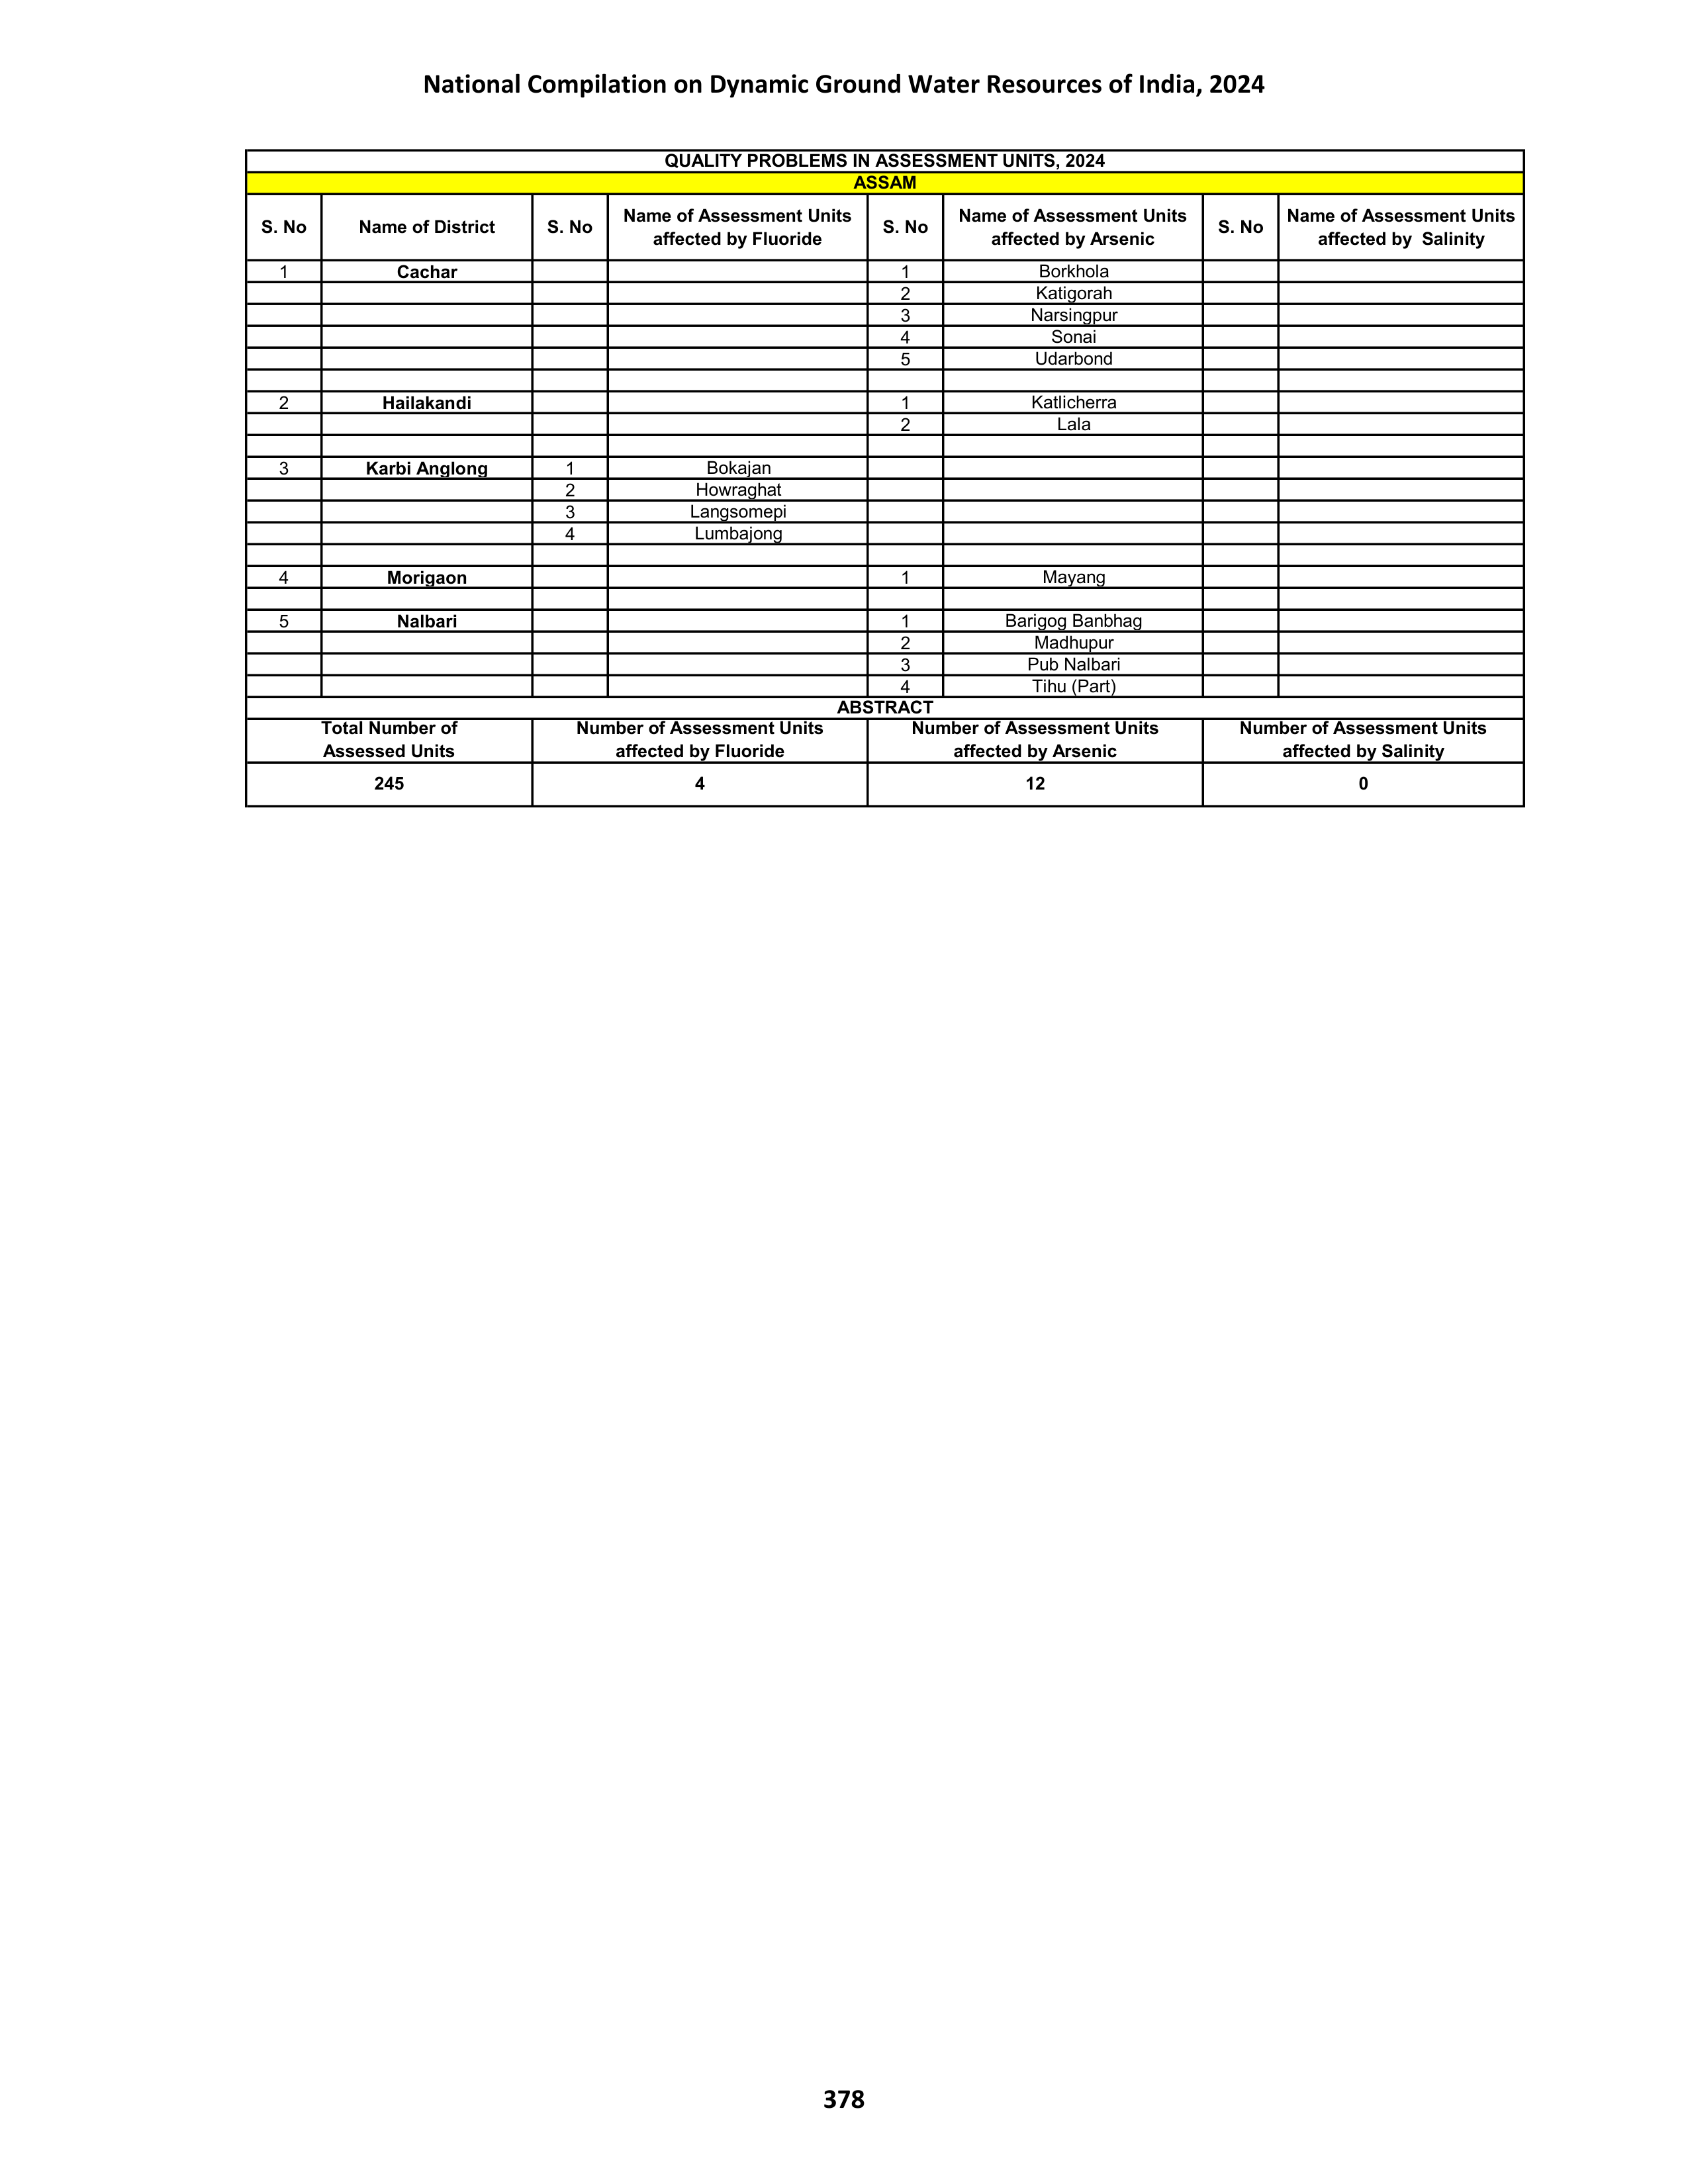 National Compilation on Dynamic Ground Water Resources of India, 2024
QUALITY PROBLEMS IN ASSESSMENT UNITS, 2024
ASSAM
S. No Name of District S. No Name of Assessment Units affected by Fluoride S. No Name of Assessment Units affected by Arsenic S. No Name of Assessment Units affected by Salinity
1 Cachar 1 Borkhola
2 Katigorah
3 Narsingpur
4 Sonai
5 Udarbond
2 Hailakandi 1 Katlicherra
2 Lala
3 Karbi Anglong 1 Bokajan
2 Howraghat
3 Langsomepi
4 Lumbajong
4 Morigaon 1 Mayang
5 Nalbari 1 Barigog Banbhag
2 Madhupur
3 Pub Nalbari
4 Tihu (Part)
ABSTRACT
Total Number of Assessed Units Number of Assessment Units affected by Fluoride Number of Assessment Units affected by Arsenic Number of Assessment Units affected by Salinity
245 4 12 0
378